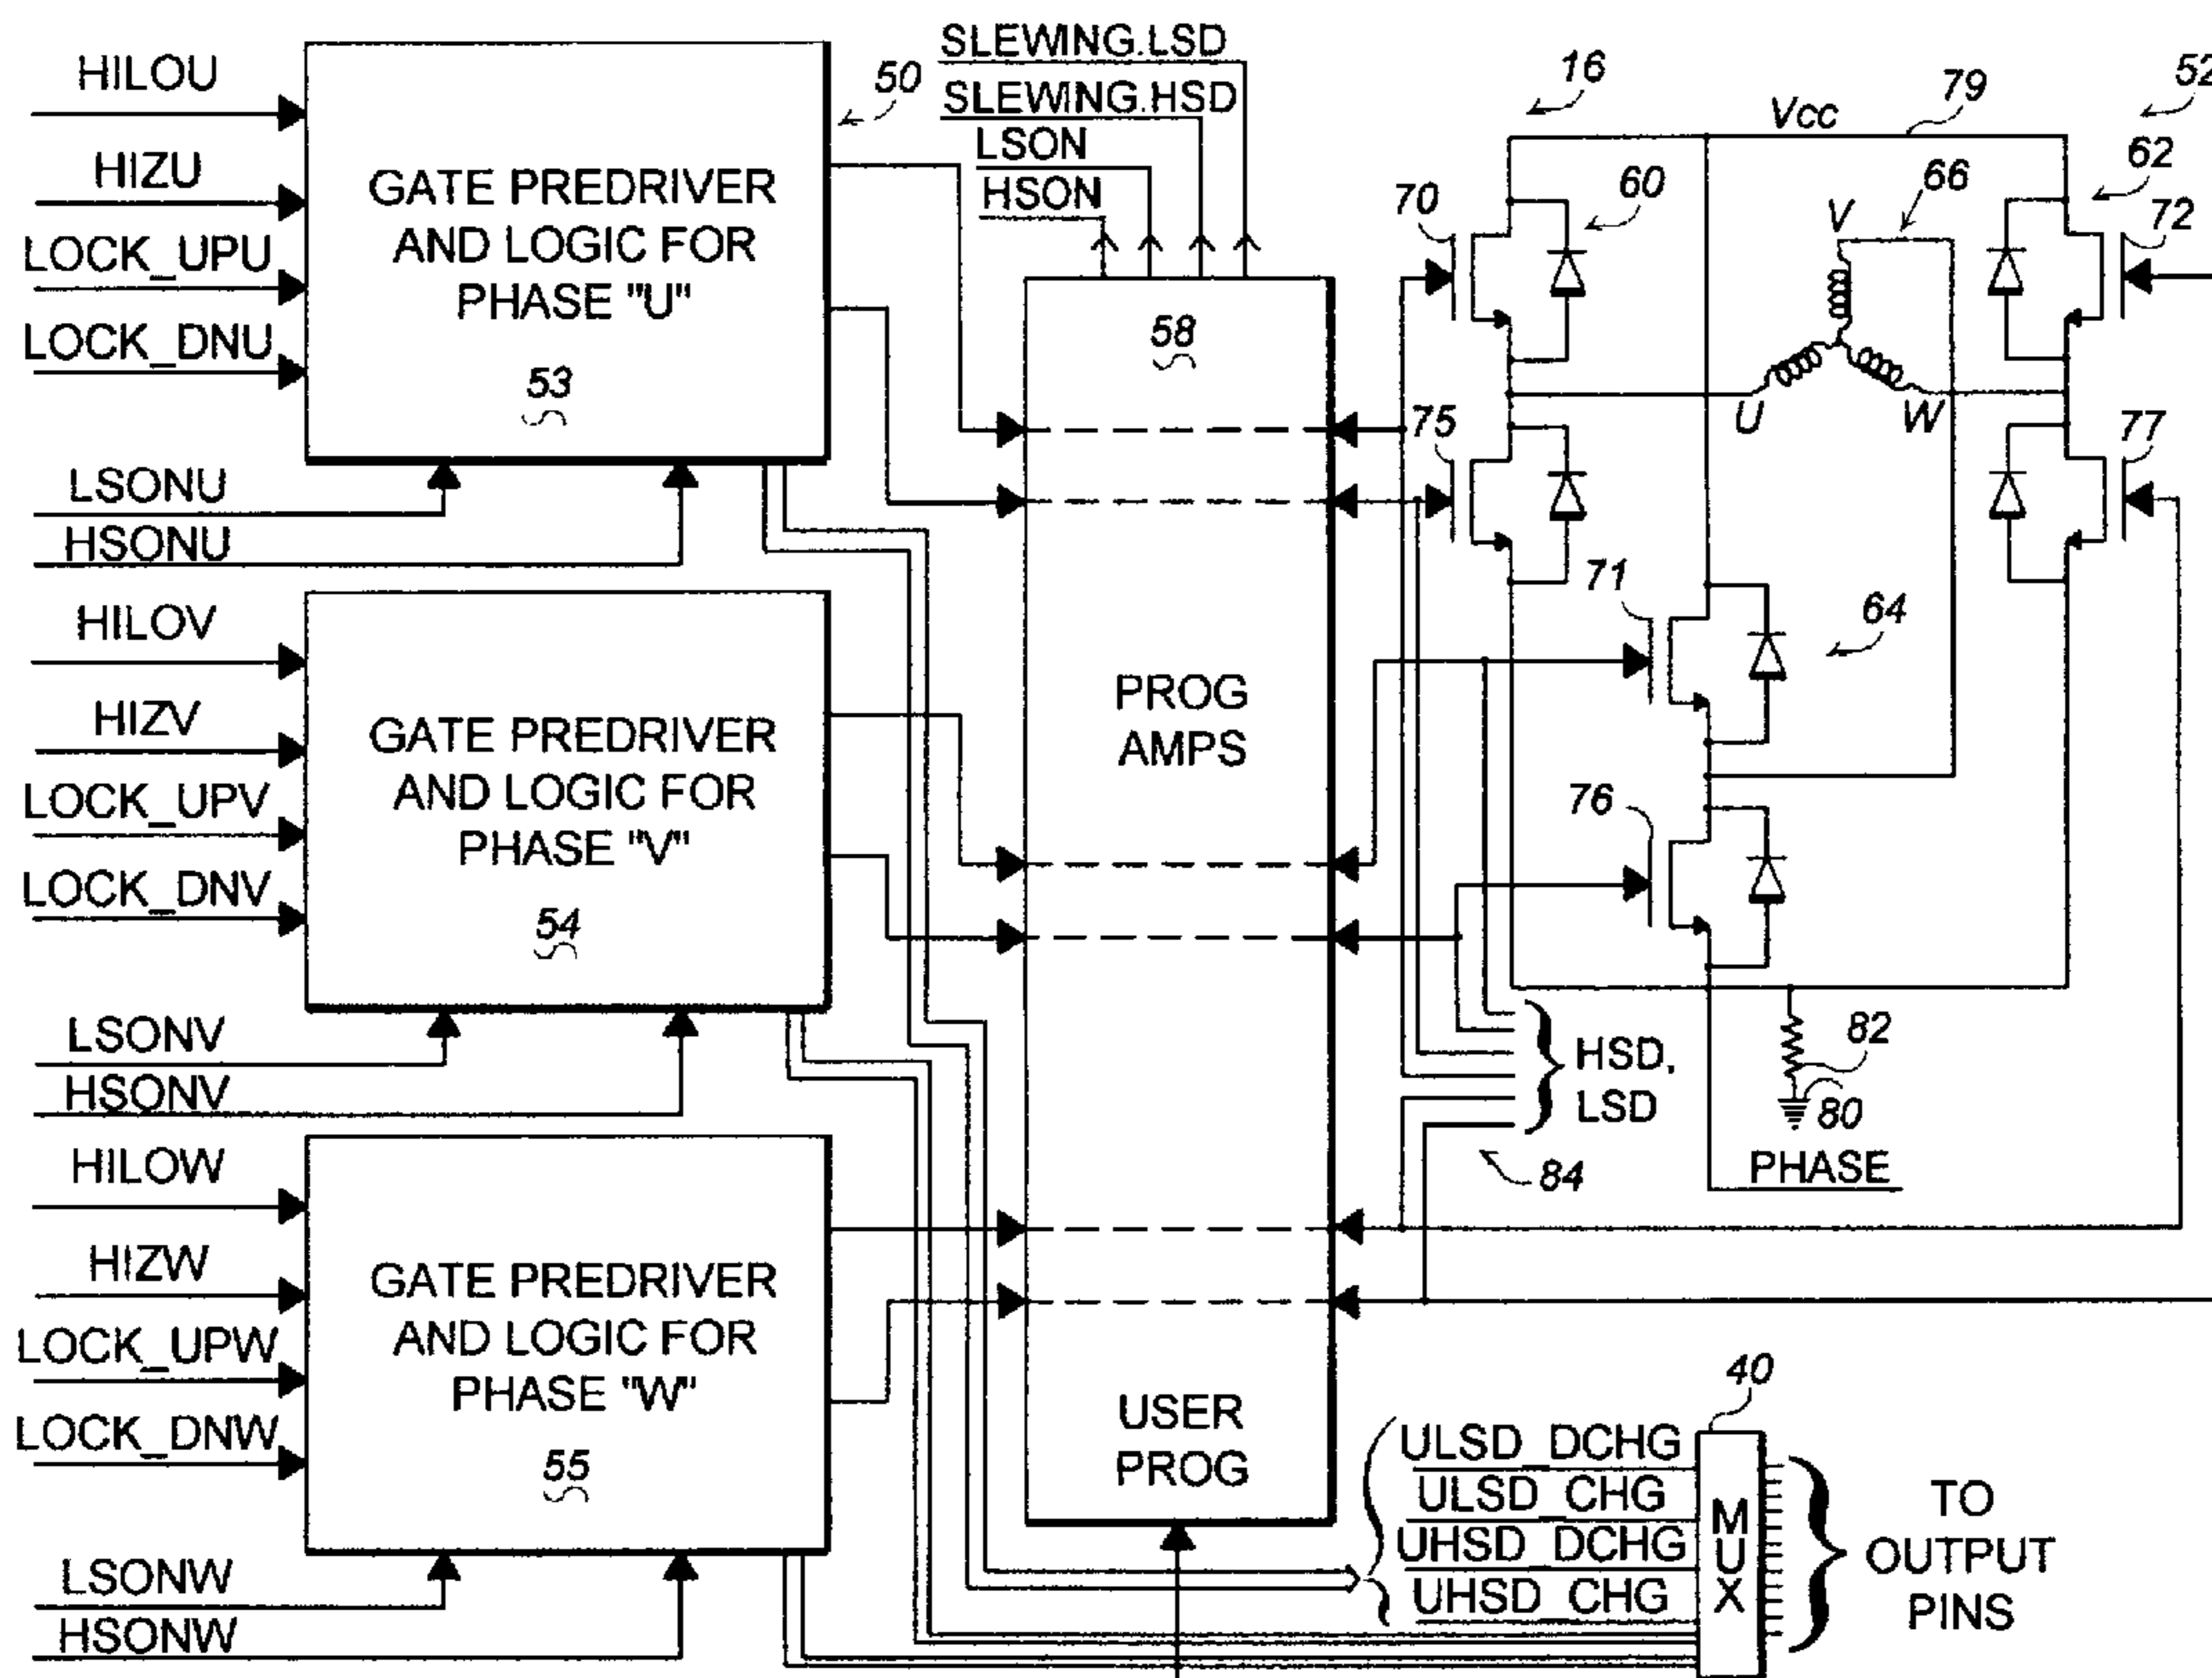 HILOU
HIZU
LOCK_UPU
LOCK_DNU
GATE PREDRIVER
AND LOGIC FOR
PHASE "U"
53
LSONU
HSONU
50
HILOV
HIZV
LOCK_UPV
LOCK_DNV
GATE PREDRIVER
AND LOGIC FOR
PHASE "V"
54
LSONV
HSONV
HILOW
HIZW
LOCK_UPW
LOCK_DNW
GATE PREDRIVER
AND LOGIC FOR
PHASE "W"
55
LSONW
HSONW
SLEWING.LSD
SLEWING.HSD
LSON
HSON
58
PROG
AMPS
USER
PROG
16
Vcc
79
52
70
60
66
62
72
V
U
W
75
77
71
64
76
HSD,
LSD
84
82
80
PHASE
40
ULSD_DCHG
ULSD_CHG
UHSD_DCHG
UHSD_CHG
MUX
TO
OUTPUT
PINS